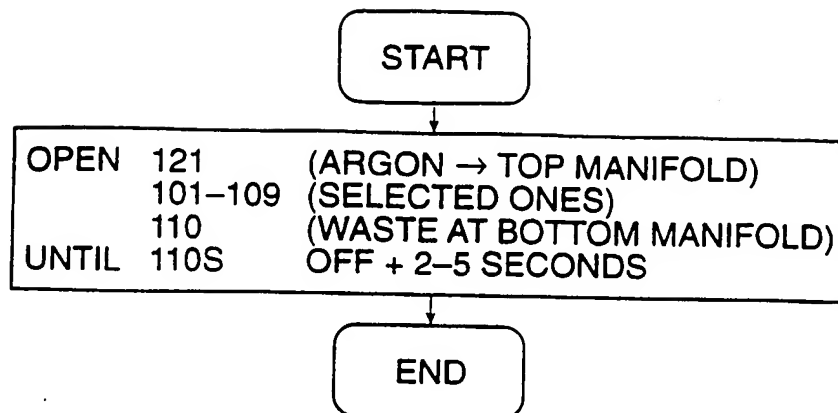 START
OPEN 121 (ARGON → TOP MANIFOLD)
101–109 (SELECTED ONES)
110 (WASTE AT BOTTOM MANIFOLD)
UNTIL 110S OFF + 2–5 SECONDS
END